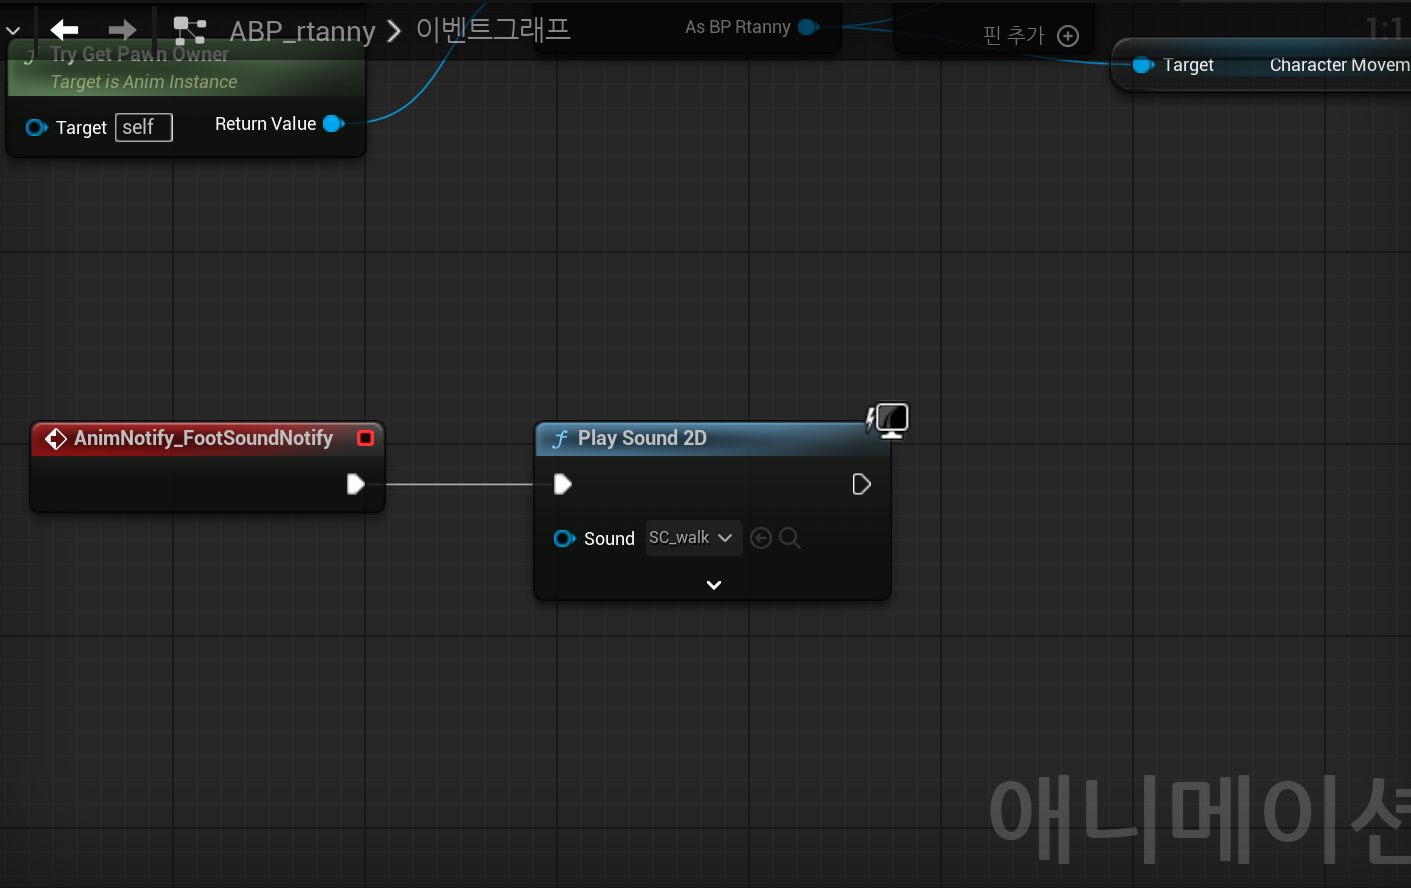 ABP_rtanny > 이벤트그래프
As BP Rtanny
핀 추가
1:1
Try Get Pawn Owner
Target is Anim Instance
Target self Return Value
Target Character Movem
AnimNotify_FootSoundNotify
Play Sound 2D
Sound SC_walk
애니메이션